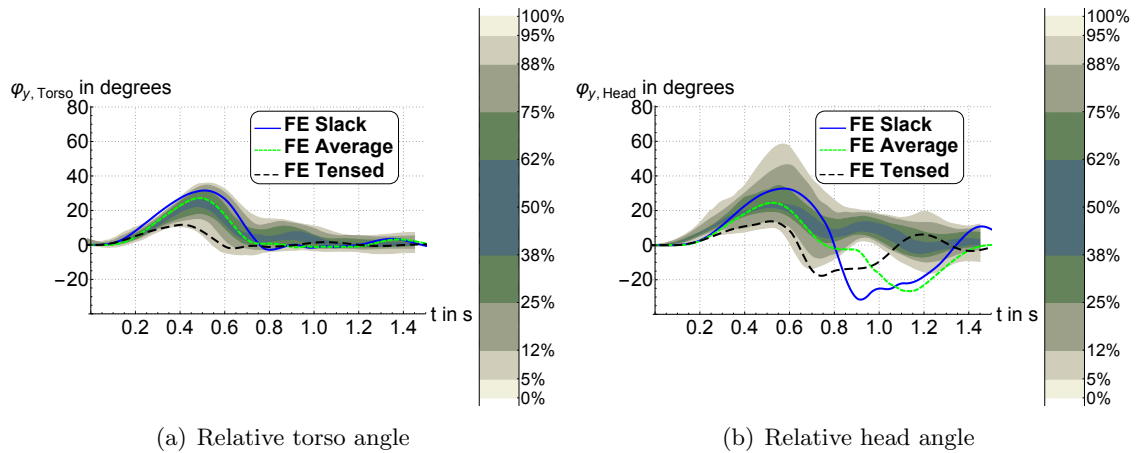 φy, Torso in degrees
80
60
40
20
0
−20
0.2 0.4 0.6 0.8 1.0 1.2 1.4
t in s
FE Slack
FE Average
FE Tensed
100%
95%
88%
75%
62%
50%
38%
25%
12%
5%
0%
(a) Relative torso angle
φy, Head in degrees
80
60
40
20
0
−20
0.2 0.4 0.6 0.8 1.0 1.2 1.4
t in s
FE Slack
FE Average
FE Tensed
100%
95%
88%
75%
62%
50%
38%
25%
12%
5%
0%
(b) Relative head angle